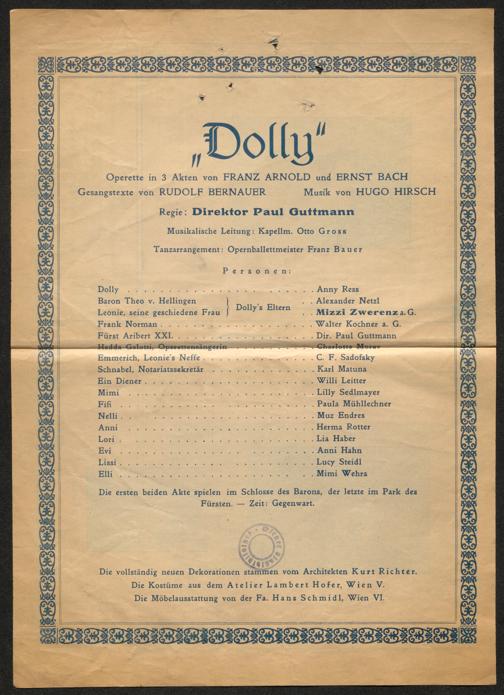 „Dolly“
Operette in 3 Akten von FRANZ ARNOLD und ERNST BACH
Gesangstexte von RUDOLF BERNAUER Musik von HUGO HIRSCH
Regie: Direktor Paul Guttmann
Musikalische Leitung: Kapellm. Otto Gross
Tanzarrangement: Opernballettmeister Franz Bauer
Personen:
Dolly . . . . . . . . . . . . . . . Anny Ress
Baron Theo v. Hellingen } Dolly's Eltern . . Alexander Netzl
Leonie, seine geschiedene Frau } Dolly's Eltern . . Mizzi Zwerenz a. G.
Frank Norman . . . . . . . . . . . . Walter Kochner a. G.
Fürst Aribert XXI. . . . . . . . . . . . Dir. Paul Guttmann
Hedda Galotti, Operettensängerin . . . . . . . Charlotte Moser
Emmerich, Leonie's Neffe . . . . . . . . . C. F. Sadofsky
Schnabel, Notariatssekretär . . . . . . . . . Karl Matuna
Ein Diener . . . . . . . . . . . . . Willi Leitter
Mimi . . . . . . . . . . . . . . . Lilly Sedlmayer
Fifi . . . . . . . . . . . . . . . Paula Mühllechner
Nelli . . . . . . . . . . . . . . . Muz Endres
Anni . . . . . . . . . . . . . . . Herma Rotter
Lori . . . . . . . . . . . . . . . Lia Haber
Evi . . . . . . . . . . . . . . . Anni Hahn
Lissi . . . . . . . . . . . . . . . Lucy Steidl
Elli . . . . . . . . . . . . . . . Mimi Wehra
Die ersten beiden Akte spielen im Schlosse des Barons, der letzte im Park des
Fürsten. — Zeit: Gegenwart.
Die vollständig neuen Dekorationen stammen vom Architekten Kurt Richter.
Die Kostüme aus dem Atelier Lambert Hofer, Wien V.
Die Möbelausstattung von der Fa. Hans Schmidl, Wien VI.